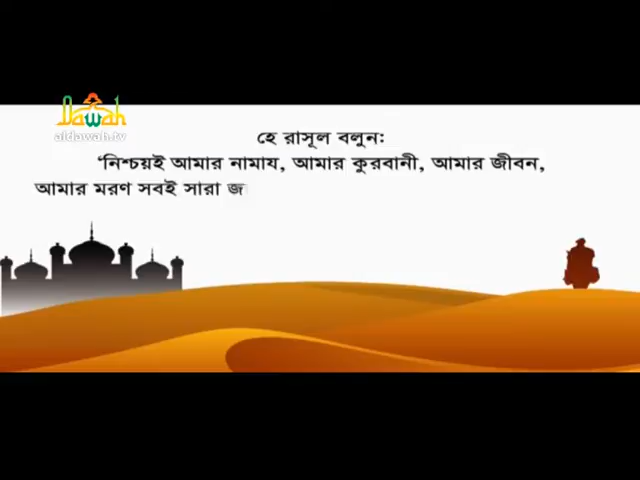 Dawah
aldawah.tv
হে রাসূল বলুন:
‘নিশ্চয়ই আমার নামায, আমার কুরবানী, আমার জীবন,
আমার মরণ সবই সারা জ